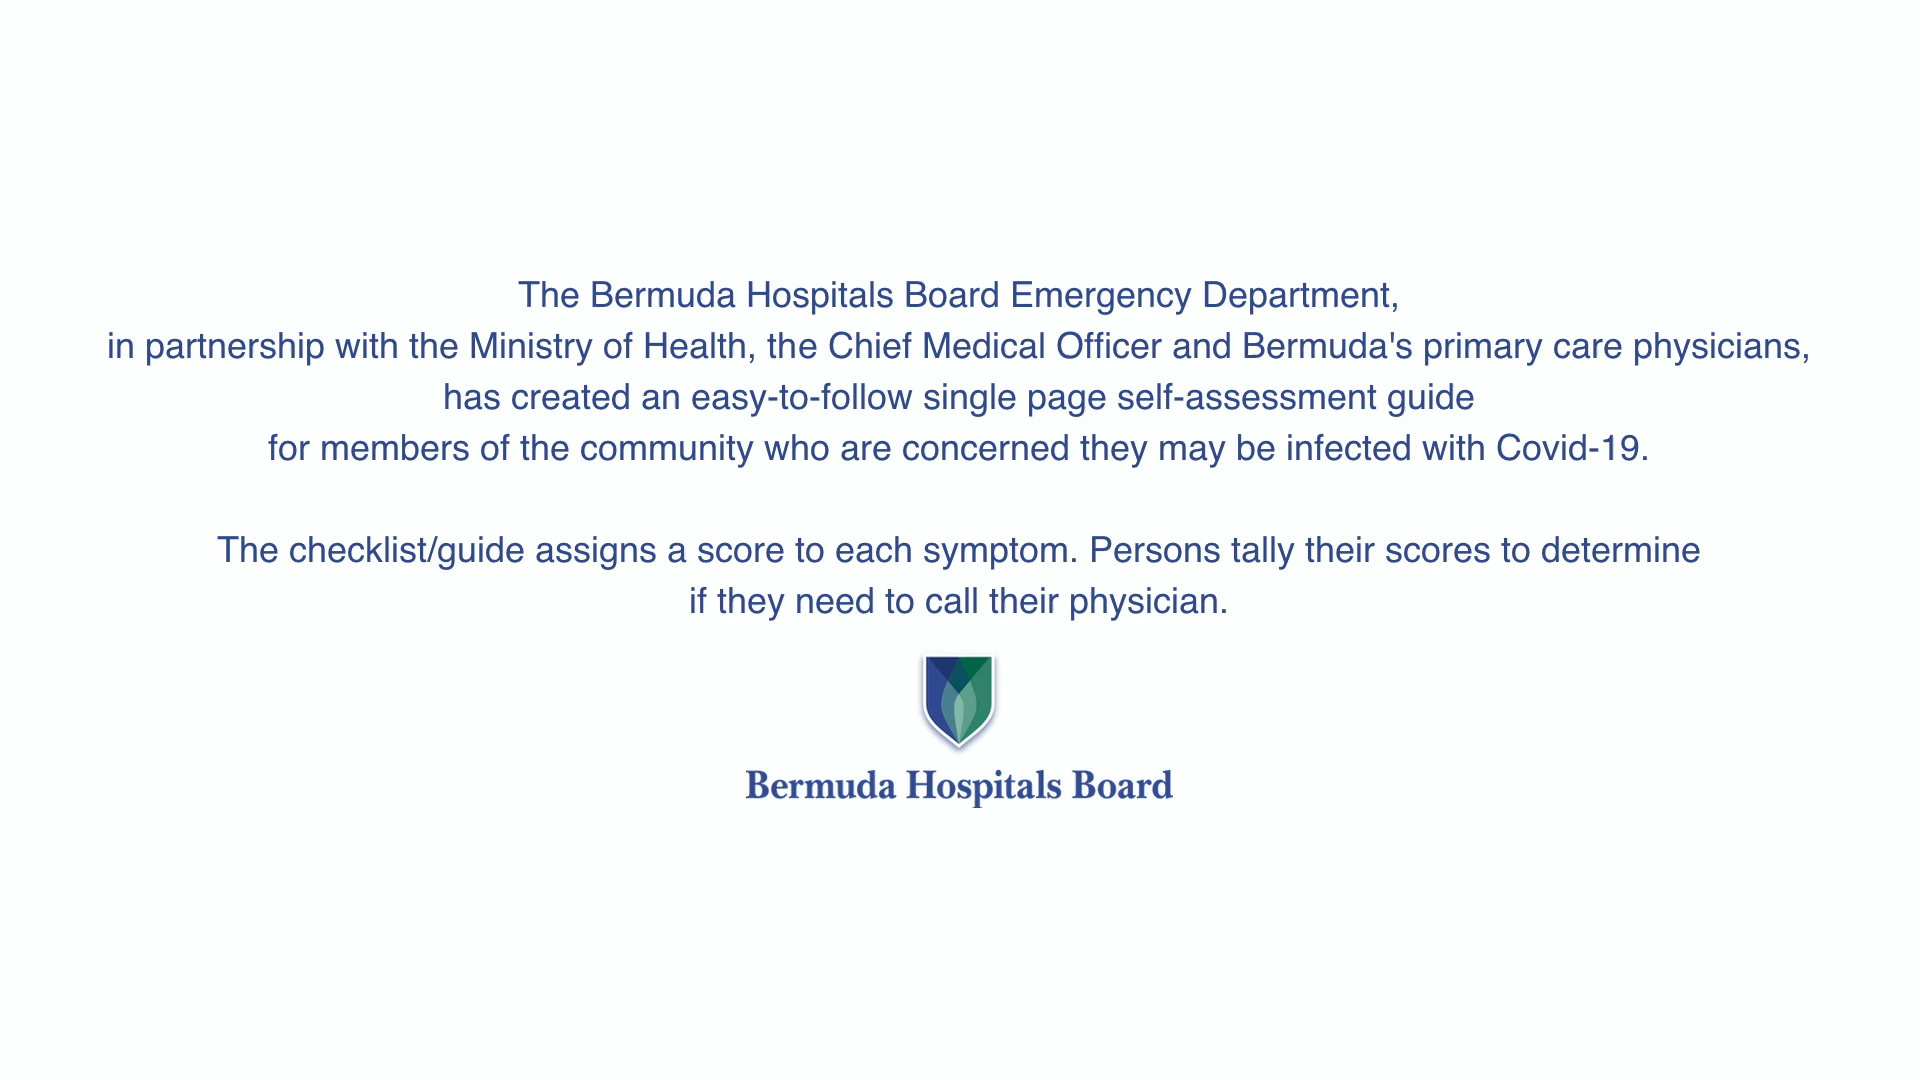 The Bermuda Hospitals Board Emergency Department,
in partnership with the Ministry of Health, the Chief Medical Officer and Bermuda's primary care physicians,
has created an easy-to-follow single page self-assessment guide
for members of the community who are concerned they may be infected with Covid-19.
The checklist/guide assigns a score to each symptom. Persons tally their scores to determine
if they need to call their physician.
Bermuda Hospitals Board